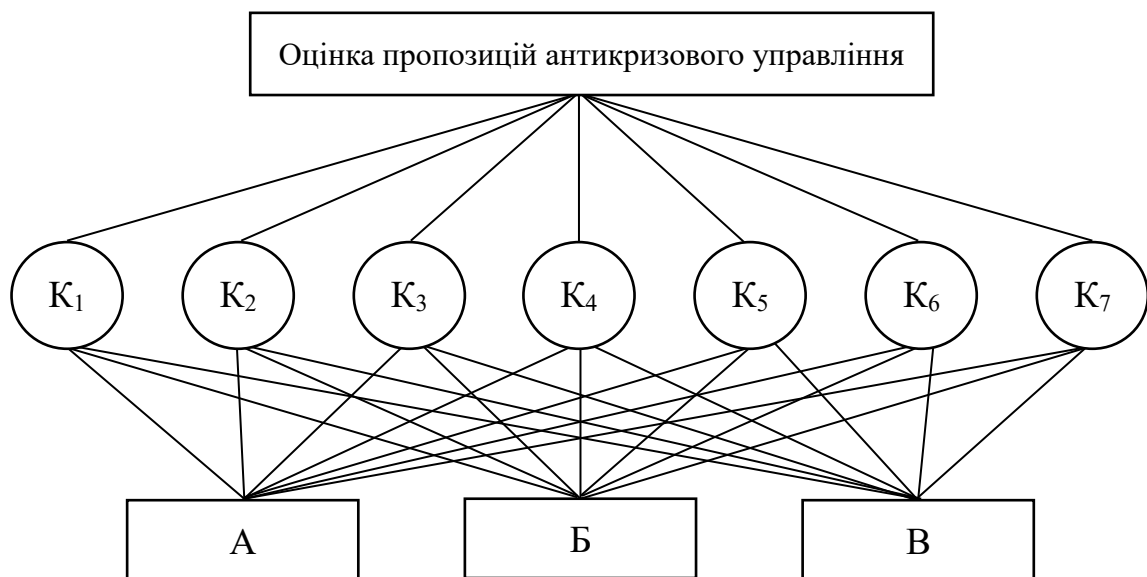 Оцінка пропозицій антикризового управління
К₁ К₂ К₃ К₄ К₅ К₆ К₇
А Б В